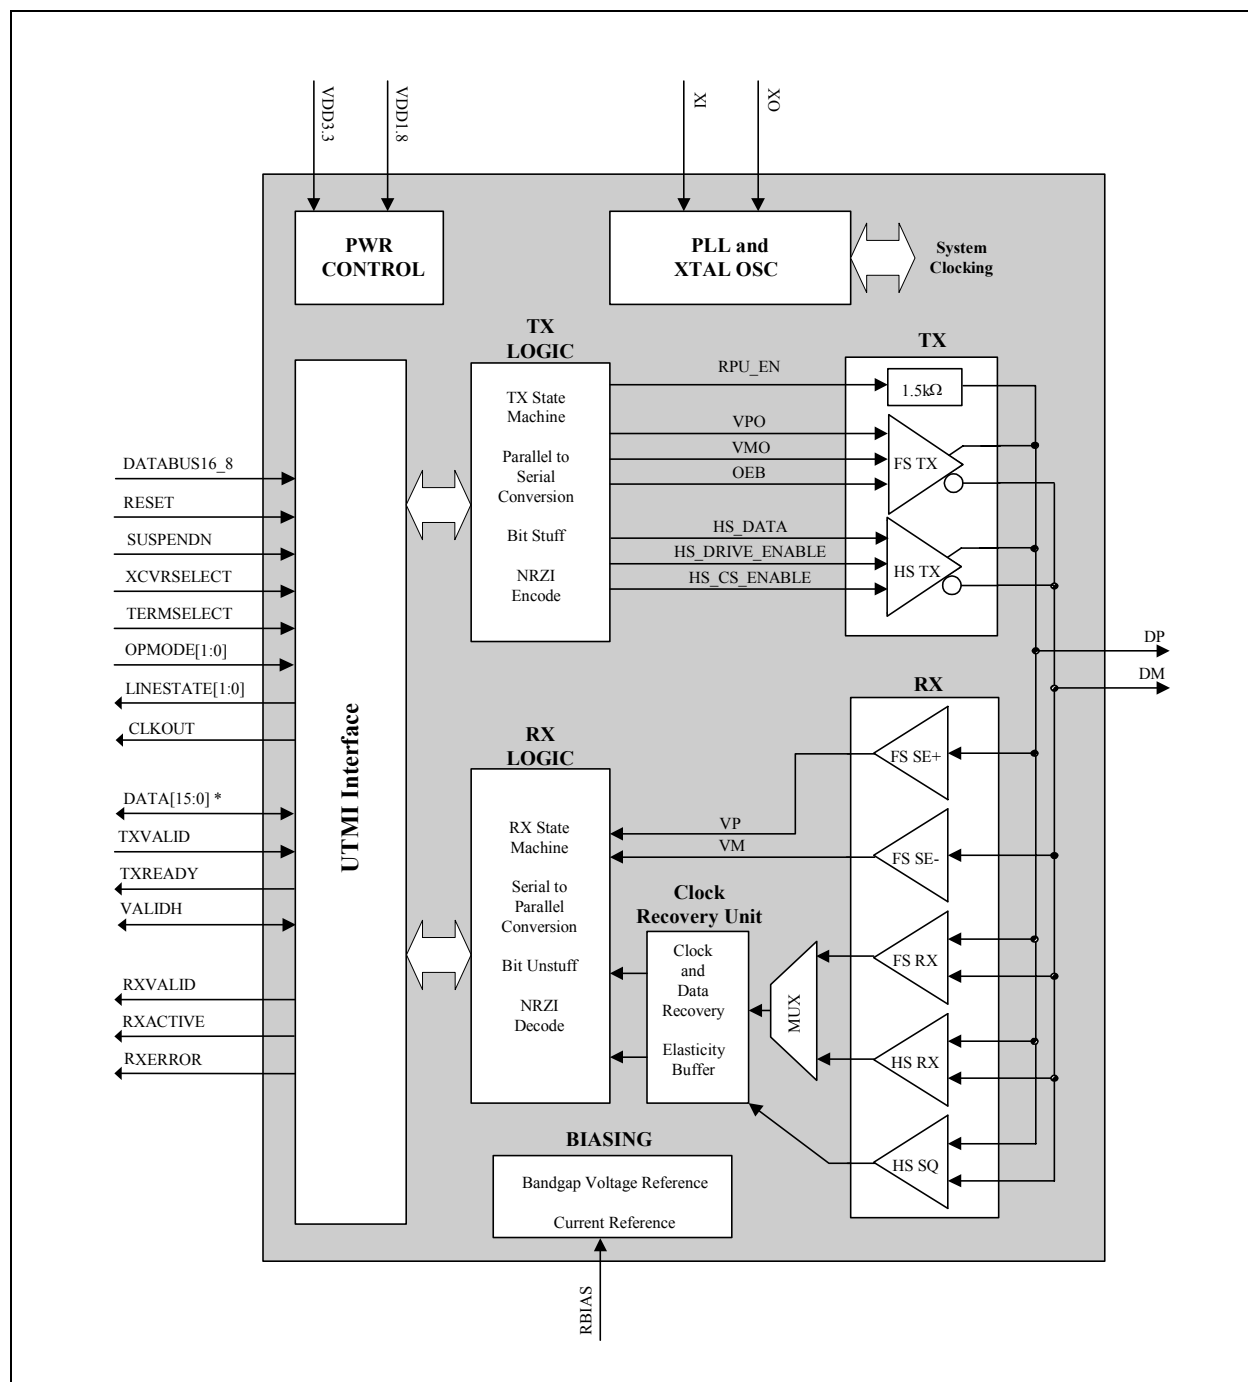 VDD3.3
VDD1.8
XI
XO
PWR
CONTROL
PLL and
XTAL OSC
System
Clocking
TX
LOGIC
TX State
Machine
Parallel to
Serial
Conversion
Bit Stuff
NRZI
Encode
RPU_EN
VPO
VMO
OEB
HS_DATA
HS_DRIVE_ENABLE
HS_CS_ENABLE
TX
1.5kΩ
FS TX
HS TX
DATABUS16_8
RESET
SUSPENDN
XCVRSELECT
TERMSELECT
OPMODE[1:0]
LINESTATE[1:0]
CLKOUT
DATA[15:0] *
TXVALID
TXREADY
VALIDH
RXVALID
RXACTIVE
RXERROR
UTMI Interface
DP
DM
RX
LOGIC
RX State
Machine
Serial to
Parallel
Conversion
Bit Unstuff
NRZI
Decode
VP
VM
Clock
Recovery Unit
Clock
and
Data
Recovery
Elasticity
Buffer
MUX
RX
FS SE+
FS SE-
FS RX
HS RX
HS SQ
BIASING
Bandgap Voltage Reference
Current Reference
RBIAS